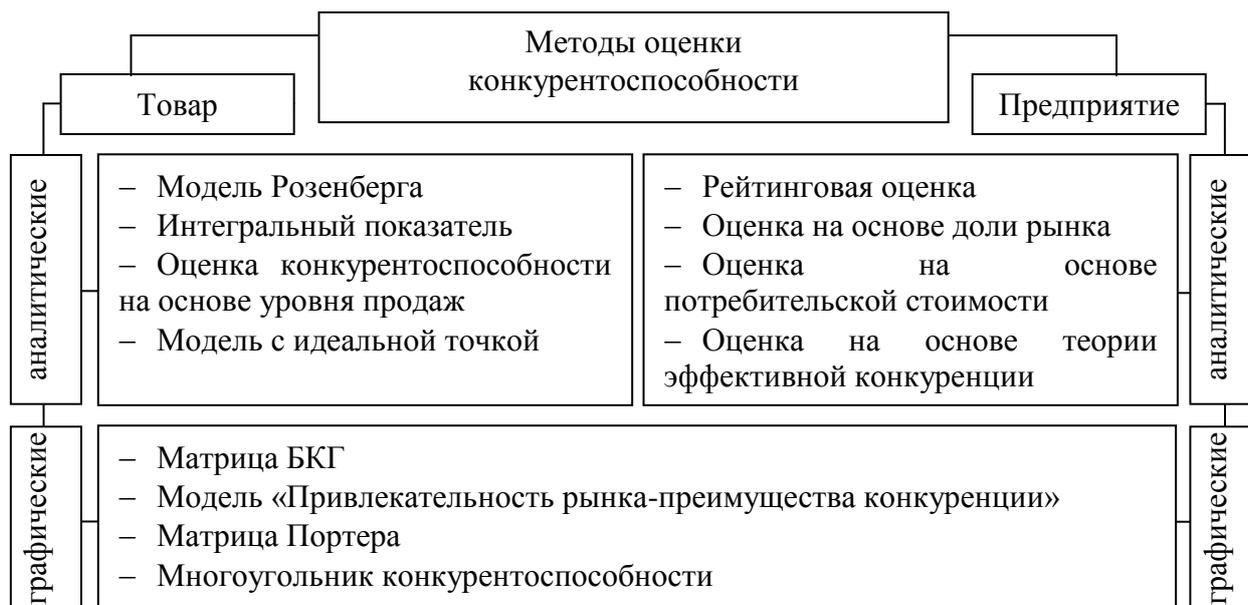 Методы оценки
конкурентоспособности
Товар
Предприятие
аналитические
– Модель Розенберга
– Интегральный показатель
– Оценка конкурентоспособности
на основе уровня продаж
– Модель с идеальной точкой
– Рейтинговая оценка
– Оценка на основе доли рынка
– Оценка на основе
потребительской стоимости
– Оценка на основе теории
эффективной конкуренции
аналитические
графические
– Матрица БКГ
– Модель «Привлекательность рынка-преимущества конкуренции»
– Матрица Портера
– Многоугольник конкурентоспособности
графические